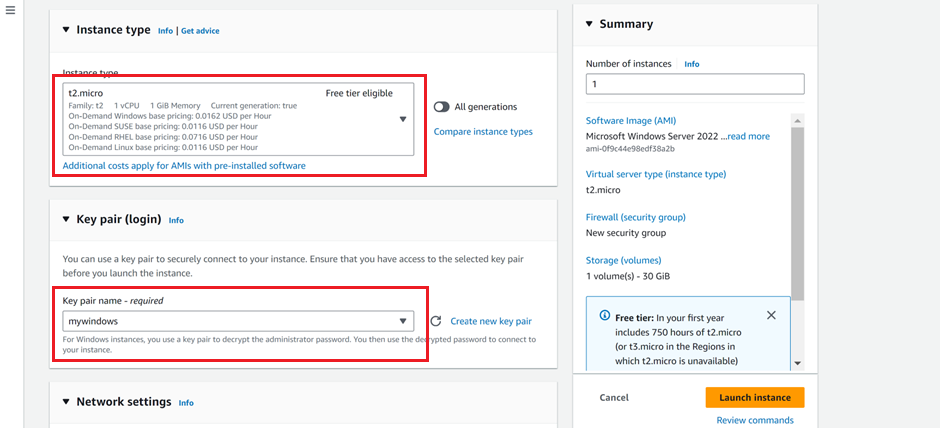 Instance type Info | Get advice
Instance type
t2.micro Free tier eligible
Family: t2 1 vCPU 1 GiB Memory Current generation: true
On-Demand Windows base pricing: 0.0162 USD per Hour
On-Demand SUSE base pricing: 0.0116 USD per Hour
On-Demand RHEL base pricing: 0.0716 USD per Hour
On-Demand Linux base pricing: 0.0116 USD per Hour
All generations
Compare instance types
Additional costs apply for AMIs with pre-installed software
Key pair (login) Info
You can use a key pair to securely connect to your instance. Ensure that you have access to the selected key pair
before you launch the instance.
Key pair name - required
mywindows
Create new key pair
For Windows instances, you use a key pair to decrypt the administrator password. You then use the decrypted password to connect to
your instance.
Network settings Info
Summary
Number of instances Info
1
Software Image (AMI)
Microsoft Windows Server 2022 ...read more
ami-0f9c44e98edf38a2b
Virtual server type (instance type)
t2.micro
Firewall (security group)
New security group
Storage (volumes)
1 volume(s) - 30 GiB
Free tier: In your first year
includes 750 hours of t2.micro
(or t3.micro in the Regions in
which t2.micro is unavailable)
Cancel
Launch instance
Review commands